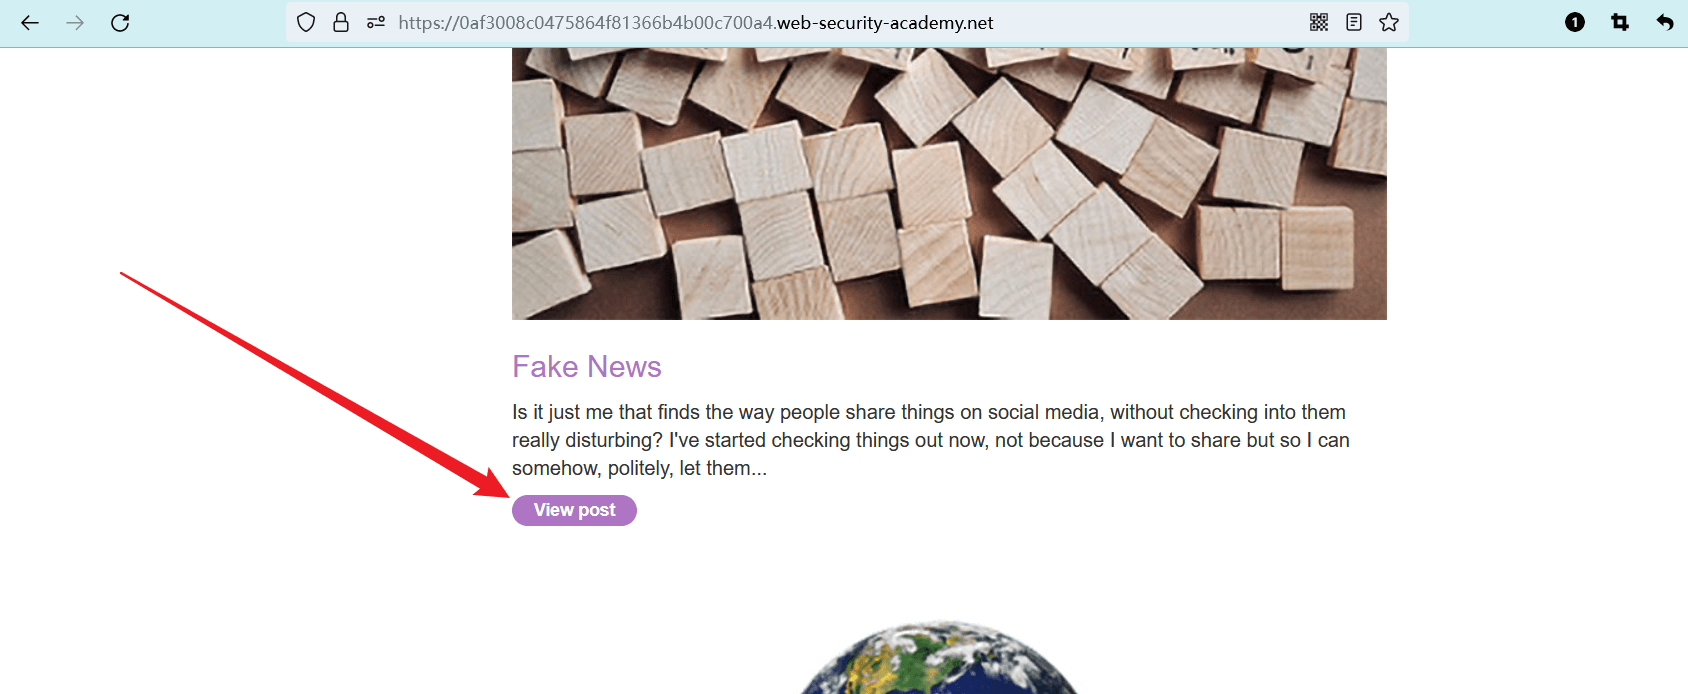 https://0af3008c0475864f81366b4b00c700a4.web-security-academy.net
1
Fake News
Is it just me that finds the way people share things on social media, without checking into them
really disturbing? I've started checking things out now, not because I want to share but so I can
somehow, politely, let them...
View post